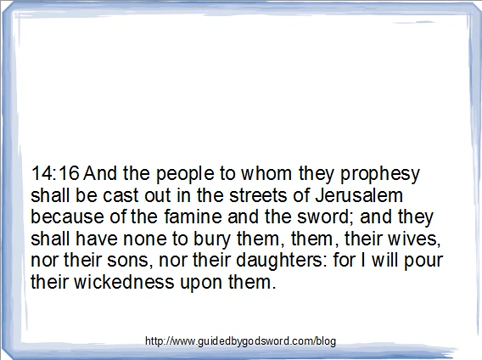 14:16 And the people to whom they prophesy
shall be cast out in the streets of Jerusalem
because of the famine and the sword; and they
shall have none to bury them, them, their wives,
nor their sons, nor their daughters: for I will pour
their wickedness upon them.
http://www.guidedbygodsword.com/blog